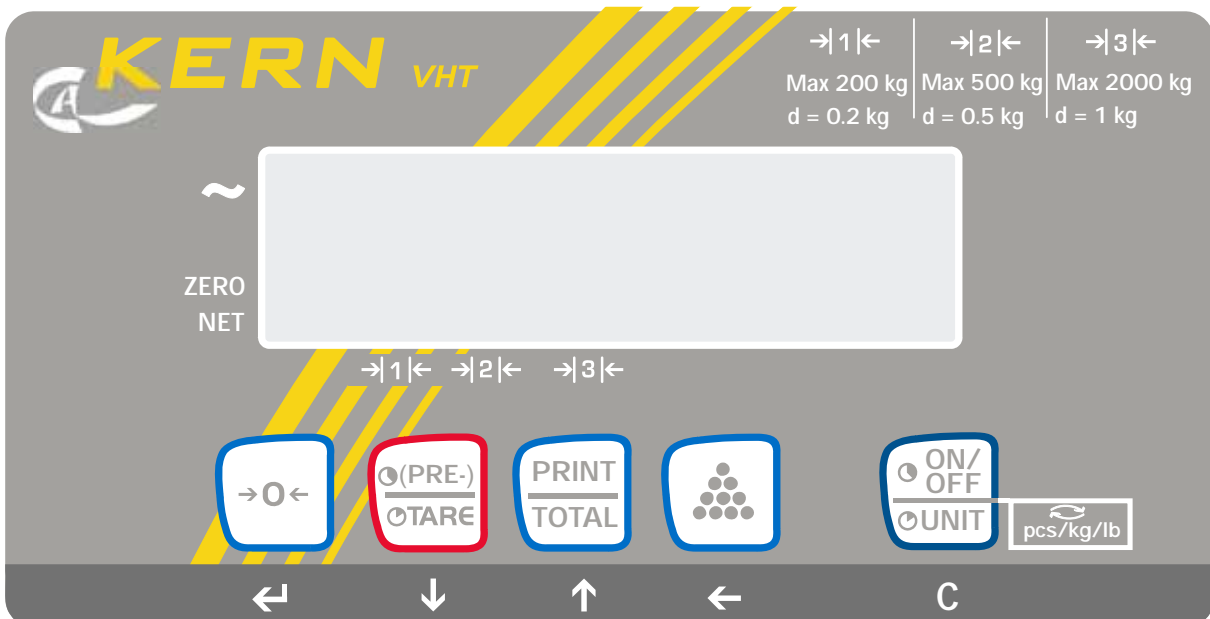 KERN VHT
→|1|← →|2|← →|3|←
Max 200 kg Max 500 kg Max 2000 kg
d = 0.2 kg d = 0.5 kg d = 1 kg
A
~
ZERO
NET
→|1|← →|2|← →|3|←
→0←
(PRE-)
TARE
PRINT
TOTAL
ON/
OFF
UNIT
pcs/kg/lb
↵ ↓ ↑ ← C